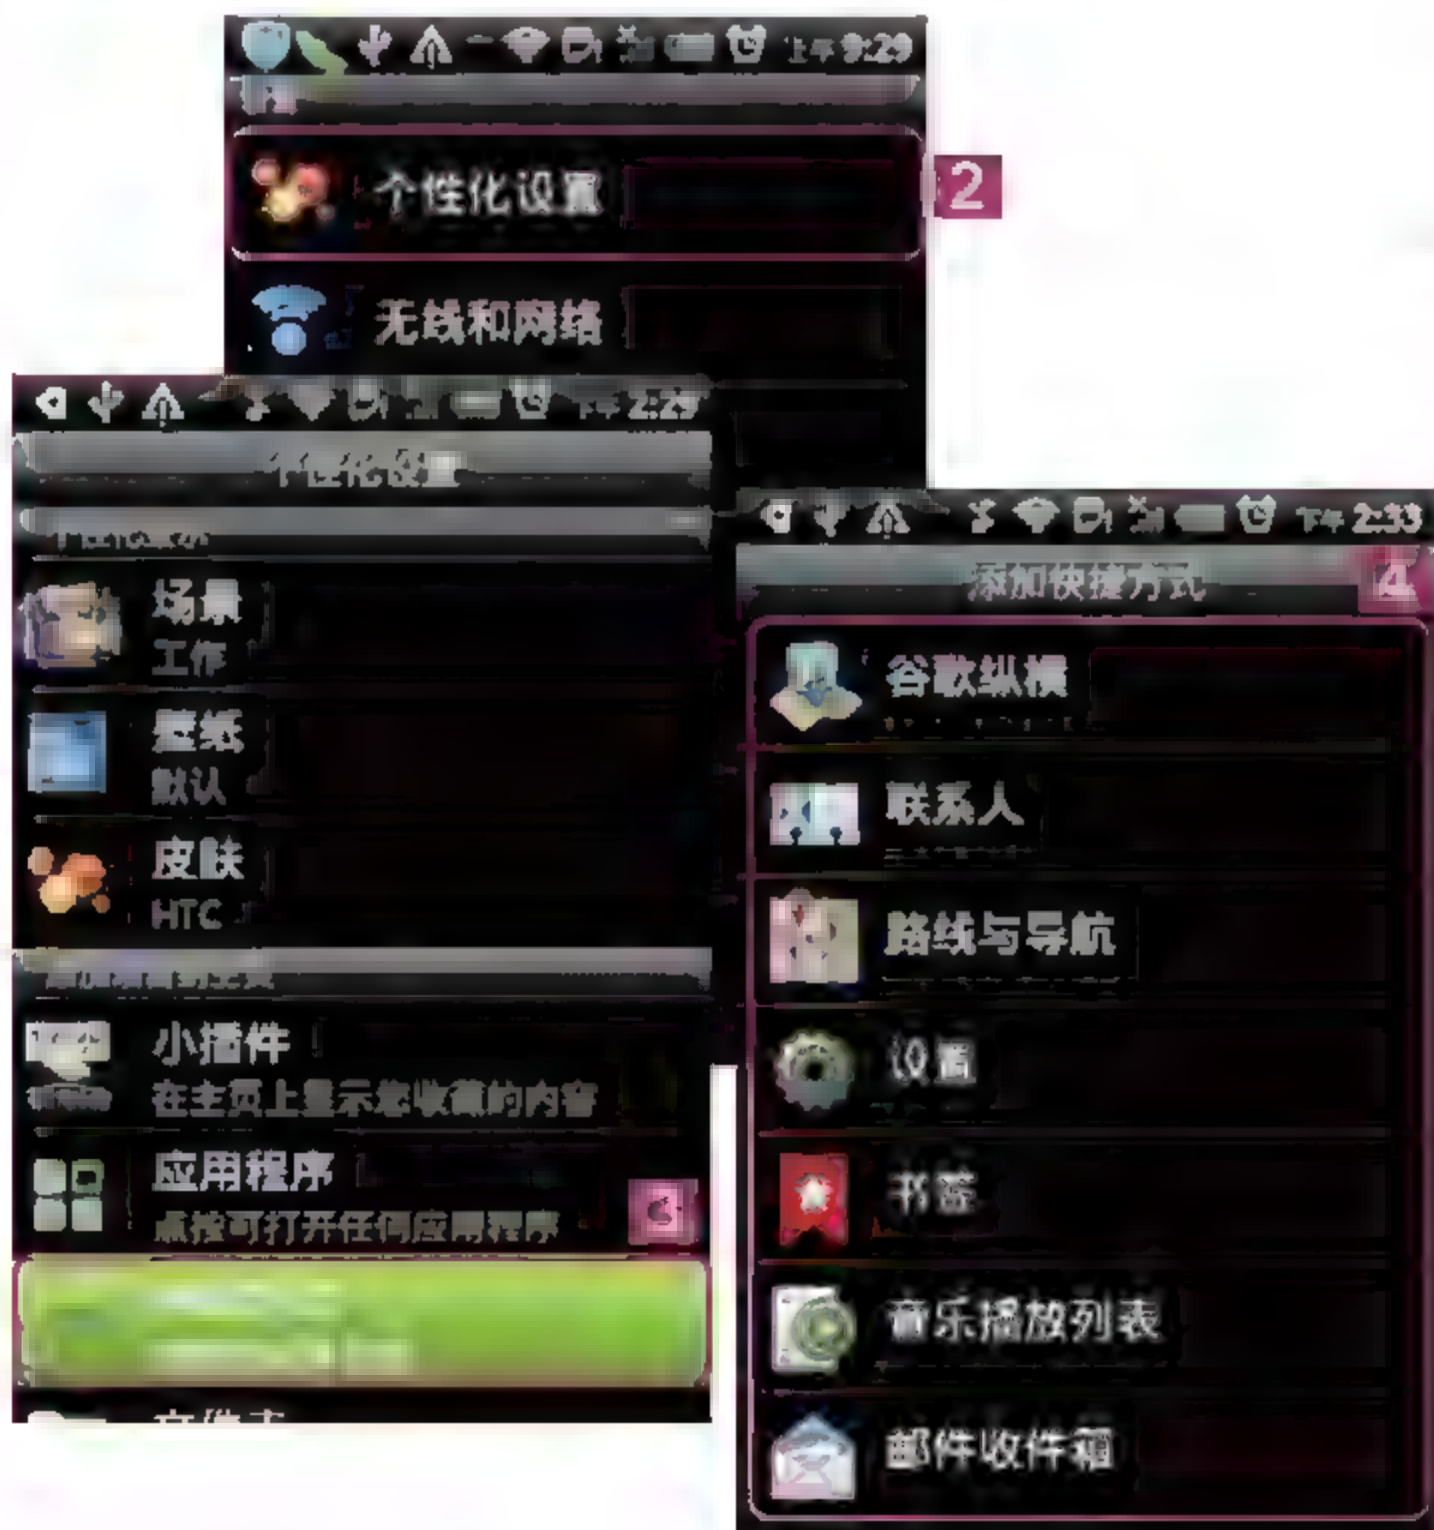 上午 9:29
个性化设置
2
无线和网络
下午 2:29
个性化设置
场景
工作
壁纸
默认
皮肤
HTC
小插件
在主页上显示您收藏的内容
应用程序
点按可打开任何应用程序
下午 2:33
添加快捷方式
4
谷歌纵横
联系人
路线与导航
设置
书签
音乐播放列表
邮件收件箱